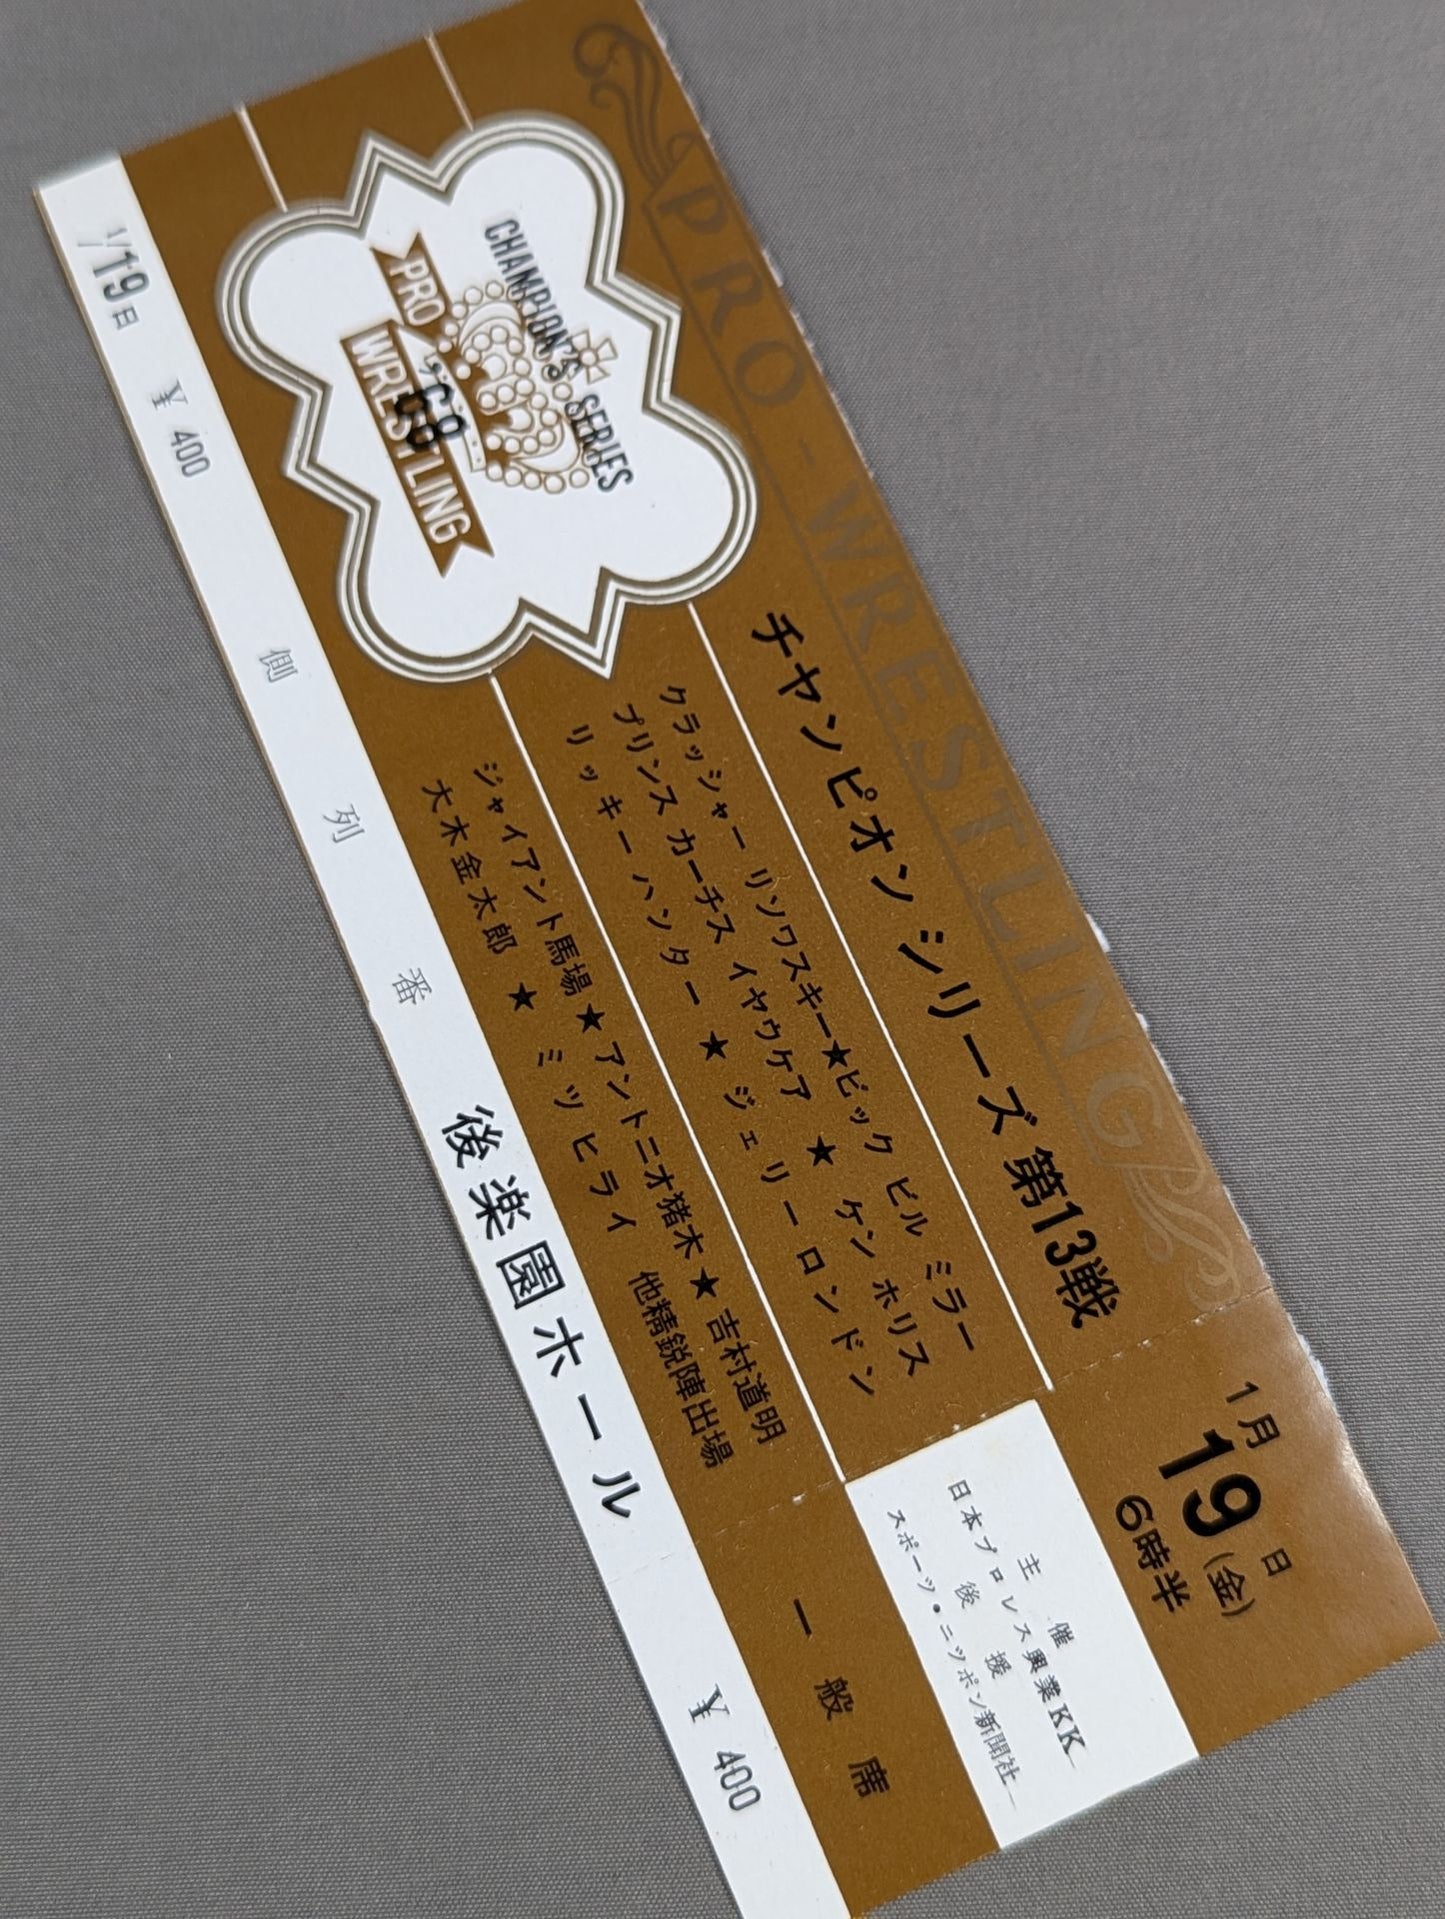 PRO-WRESTLING
CHAMPION'S SERIES
PRO
WRESTLING
'68
チャンピオンシリーズ第13戦
クラッシャー リソワスキー★ビック ビル ミラー
プリンス カーチス イヤウケア ★ ケン ホリス
リッキー ハンター ★ ジェリー ロンドン
ジャイアント馬場★アントニオ猪木★吉村道明
大木金太郎 ★ ミツ ヒライ 他精鋭陣出場
1月
19日
(金)
6時半
主催
日本プロレス興業KK
後援
スポーツ・ニッポン新聞社
一般席
1/19日 ¥400 側 列 番 後楽園ホール ¥400